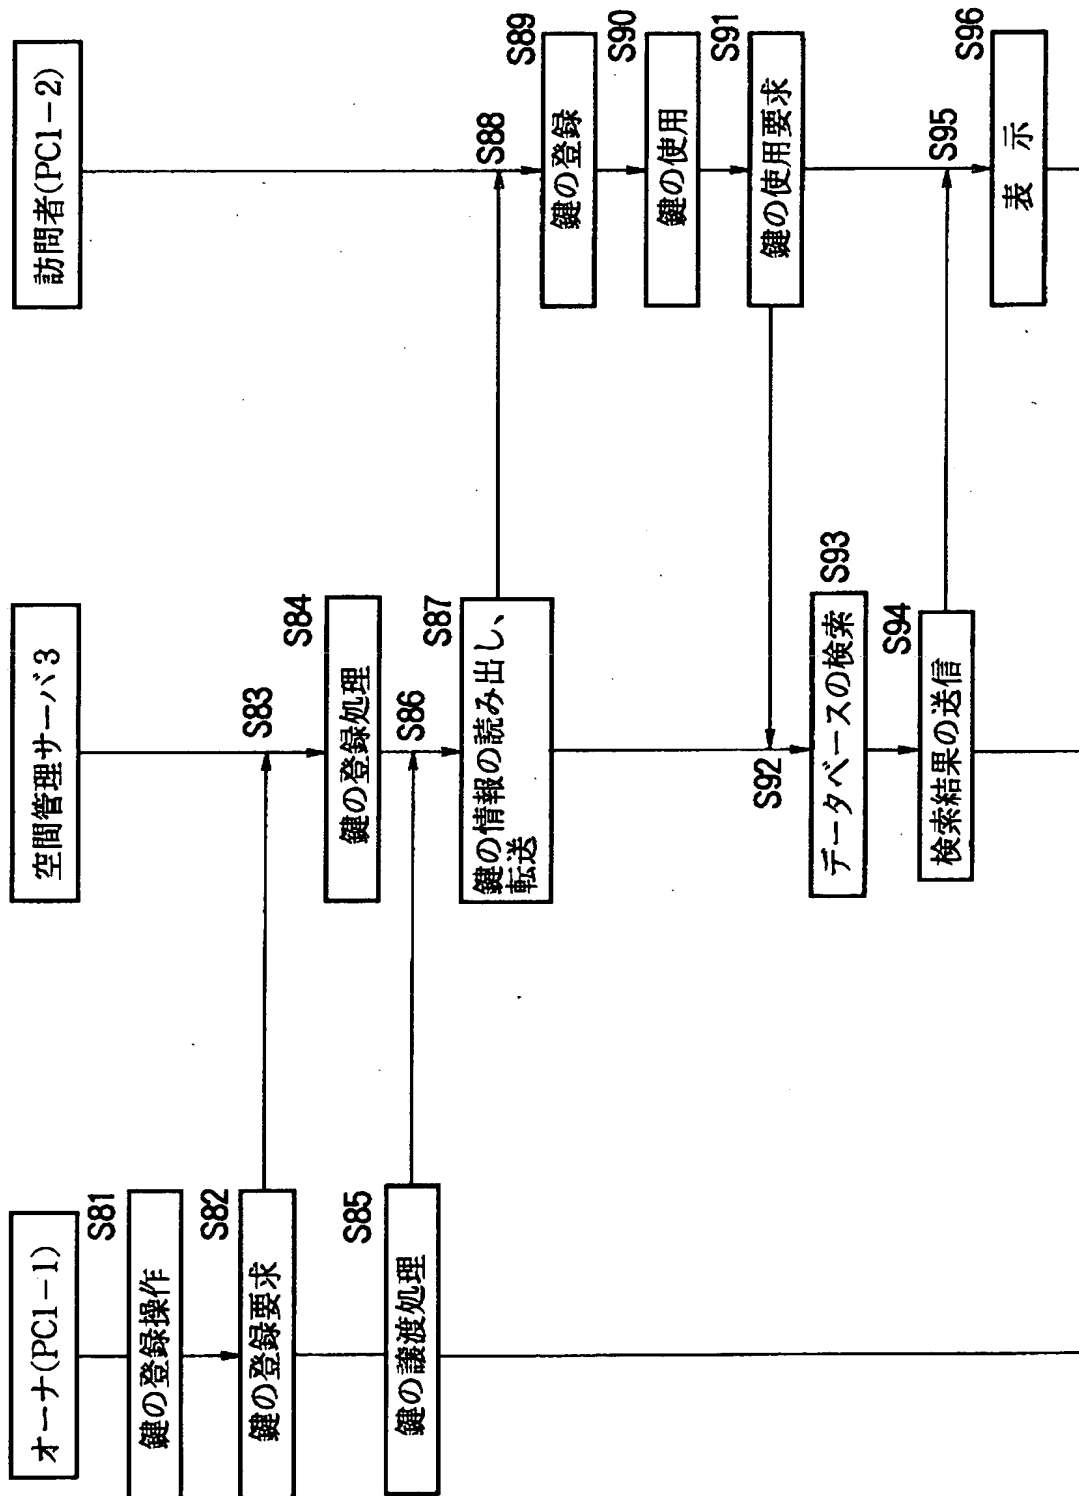 オーナ(PC1-1)
空間管理サーバ3
訪問者(PC1-2)
S81
鍵の登録操作
S82
鍵の登録要求
S83
S84
鍵の登録処理
S85
鍵の譲渡処理
S86
S87
鍵の情報の読み出し、
転送
S88
S89
鍵の登録
S90
鍵の使用
S91
鍵の使用要求
S92
S93
データベースの検索
S94
検索結果の送信
S95
S96
表 示